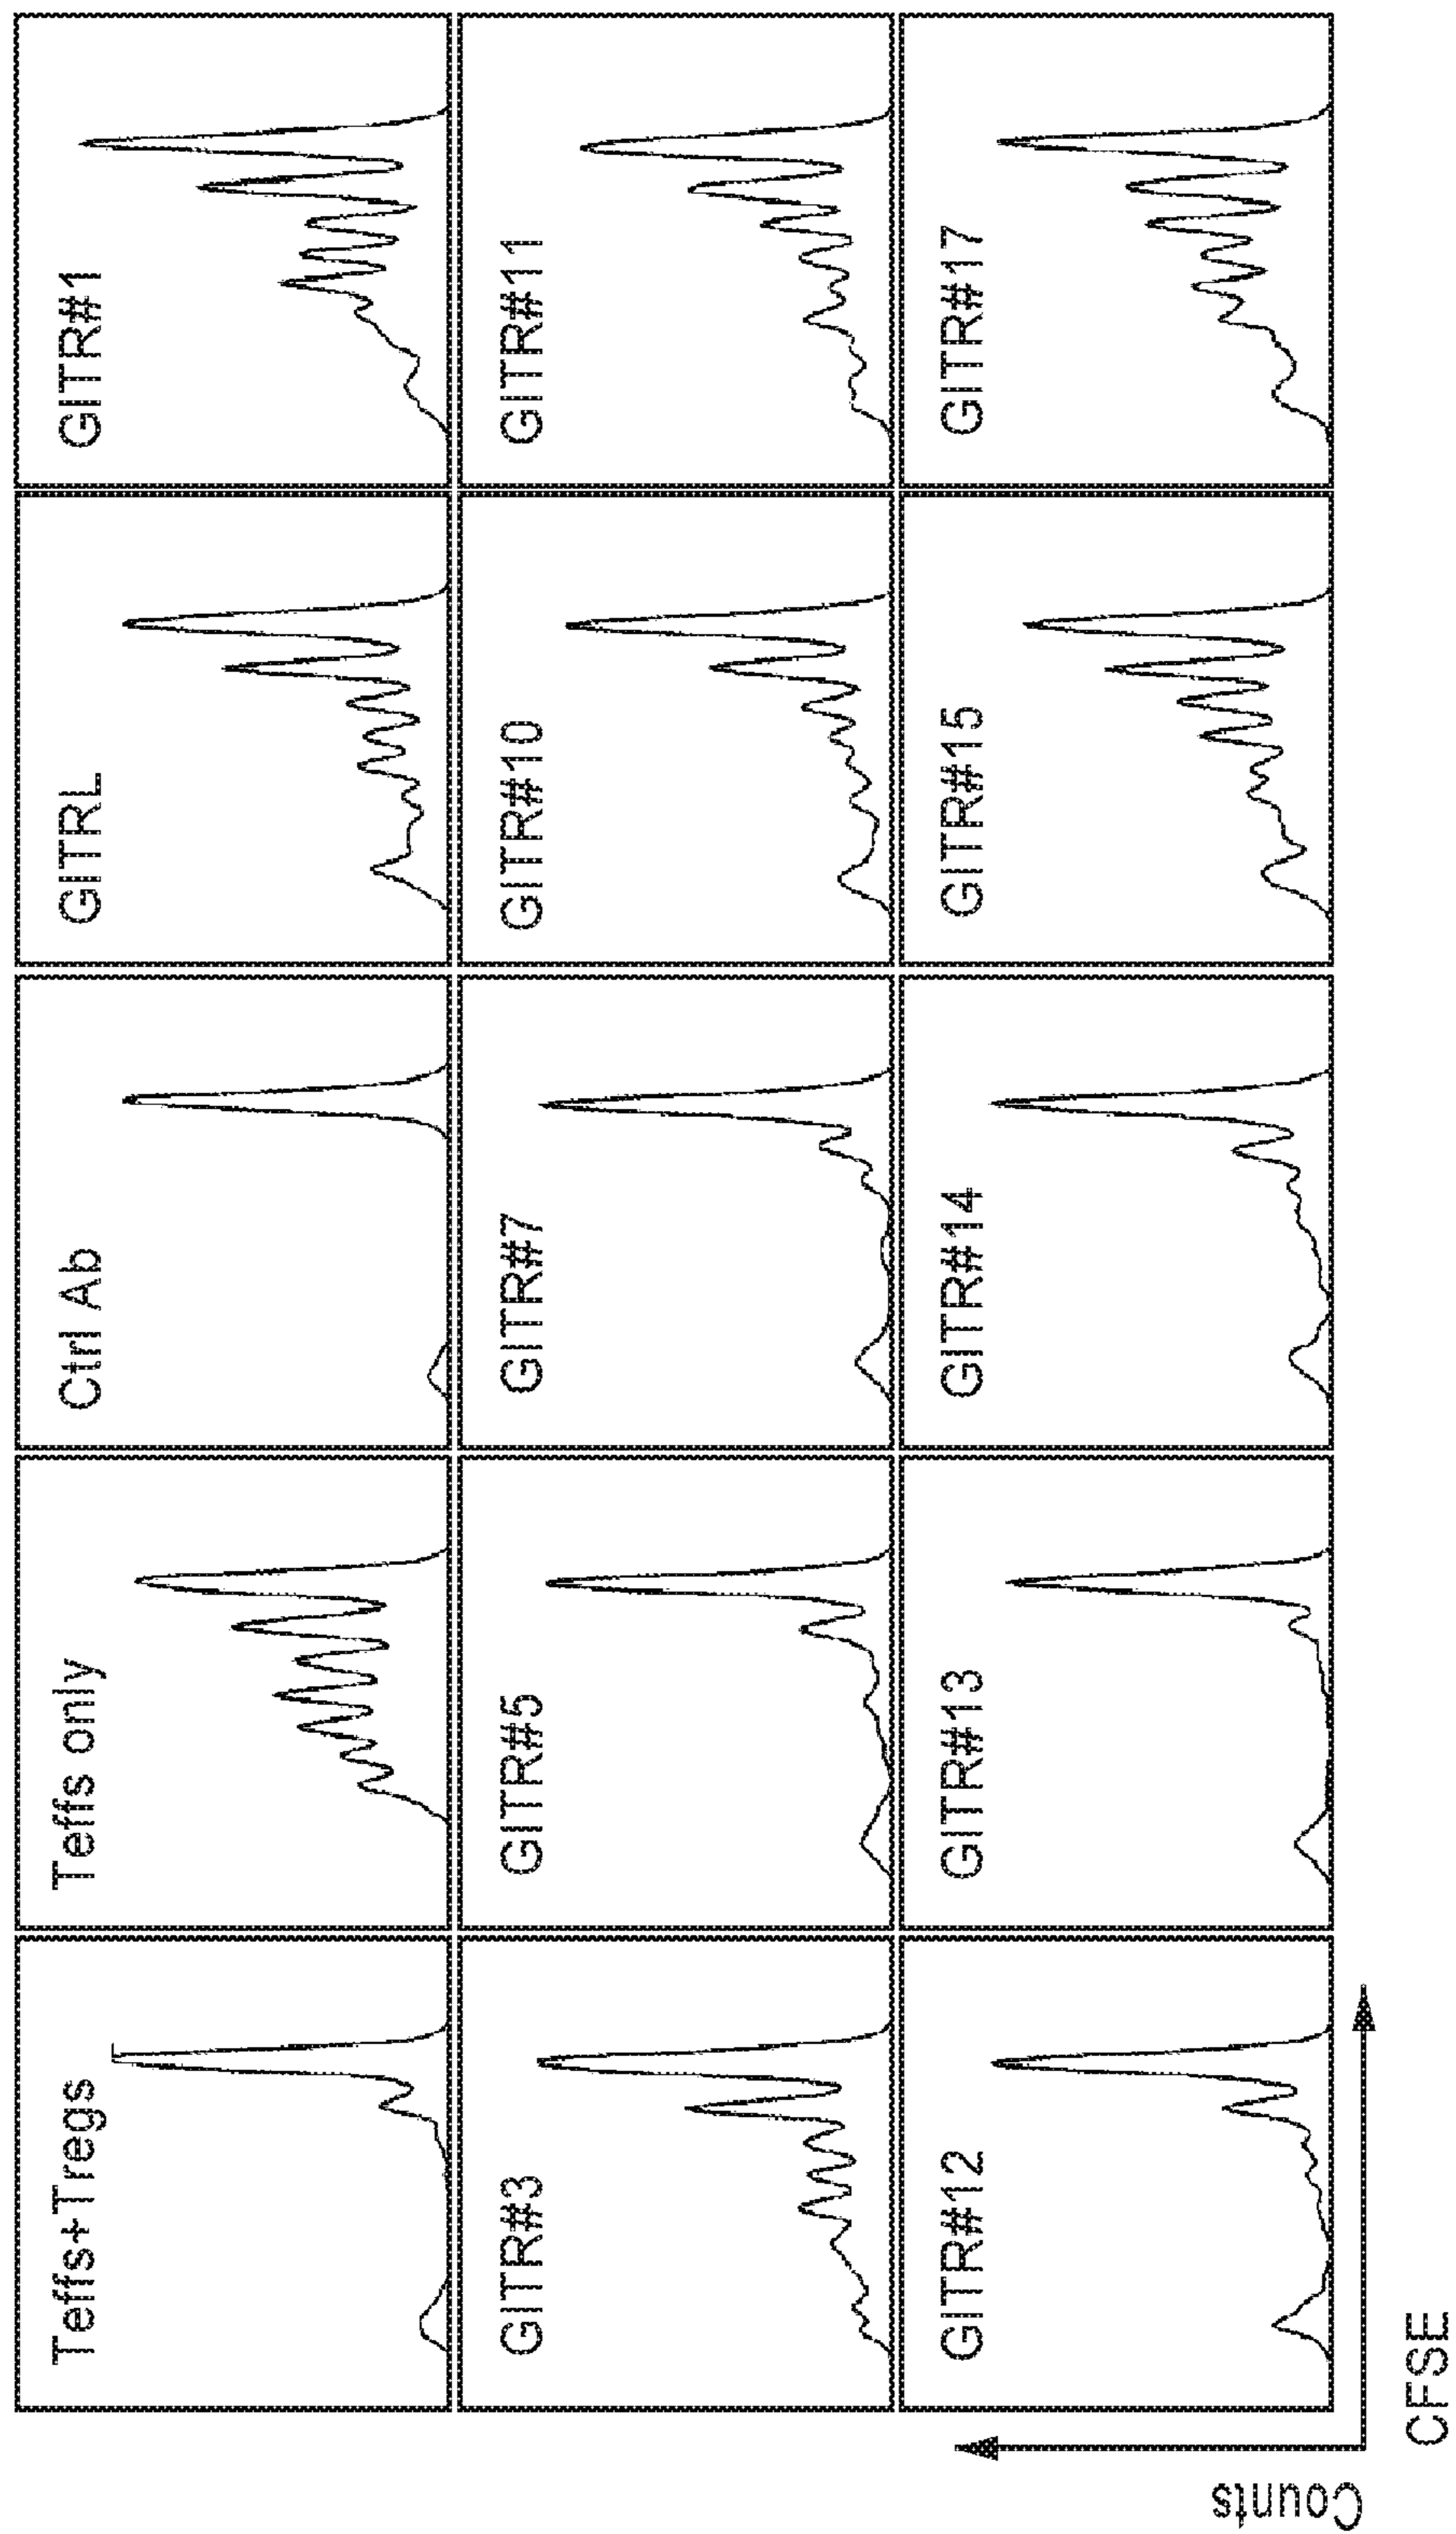 Teffs+Tregs
Teffs only
Ctrl Ab
GITRL
GITR#1
GITR#3
GITR#5
GITR#7
GITR#10
GITR#11
GITR#12
GITR#13
GITR#14
GITR#15
GITR#17
Counts
CFSE